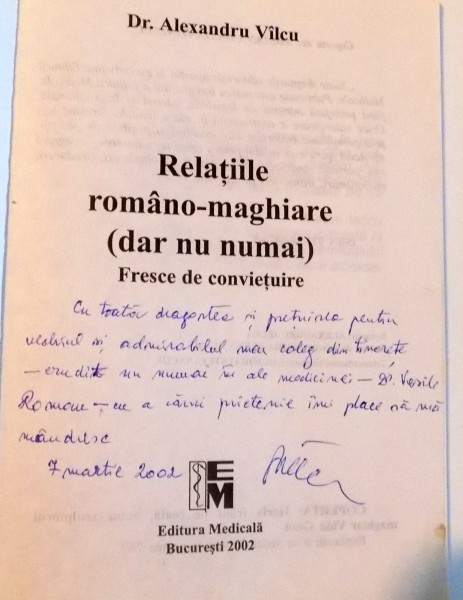 Dr. Alexandru Vîlcu
Relațiile
româno-maghiare
(dar nu numai)
Fresce de conviețuire
Cu toată dragostea și prețuirea pentru
vechiul și admirabilul meu coleg din tinerețe
– erudit nu numai în ale medicinei – Dr. Vasile
Roman – cu a cărui prietenie îmi place să mă
mândresc
7 martie 2002
EM
Editura Medicală
București 2002